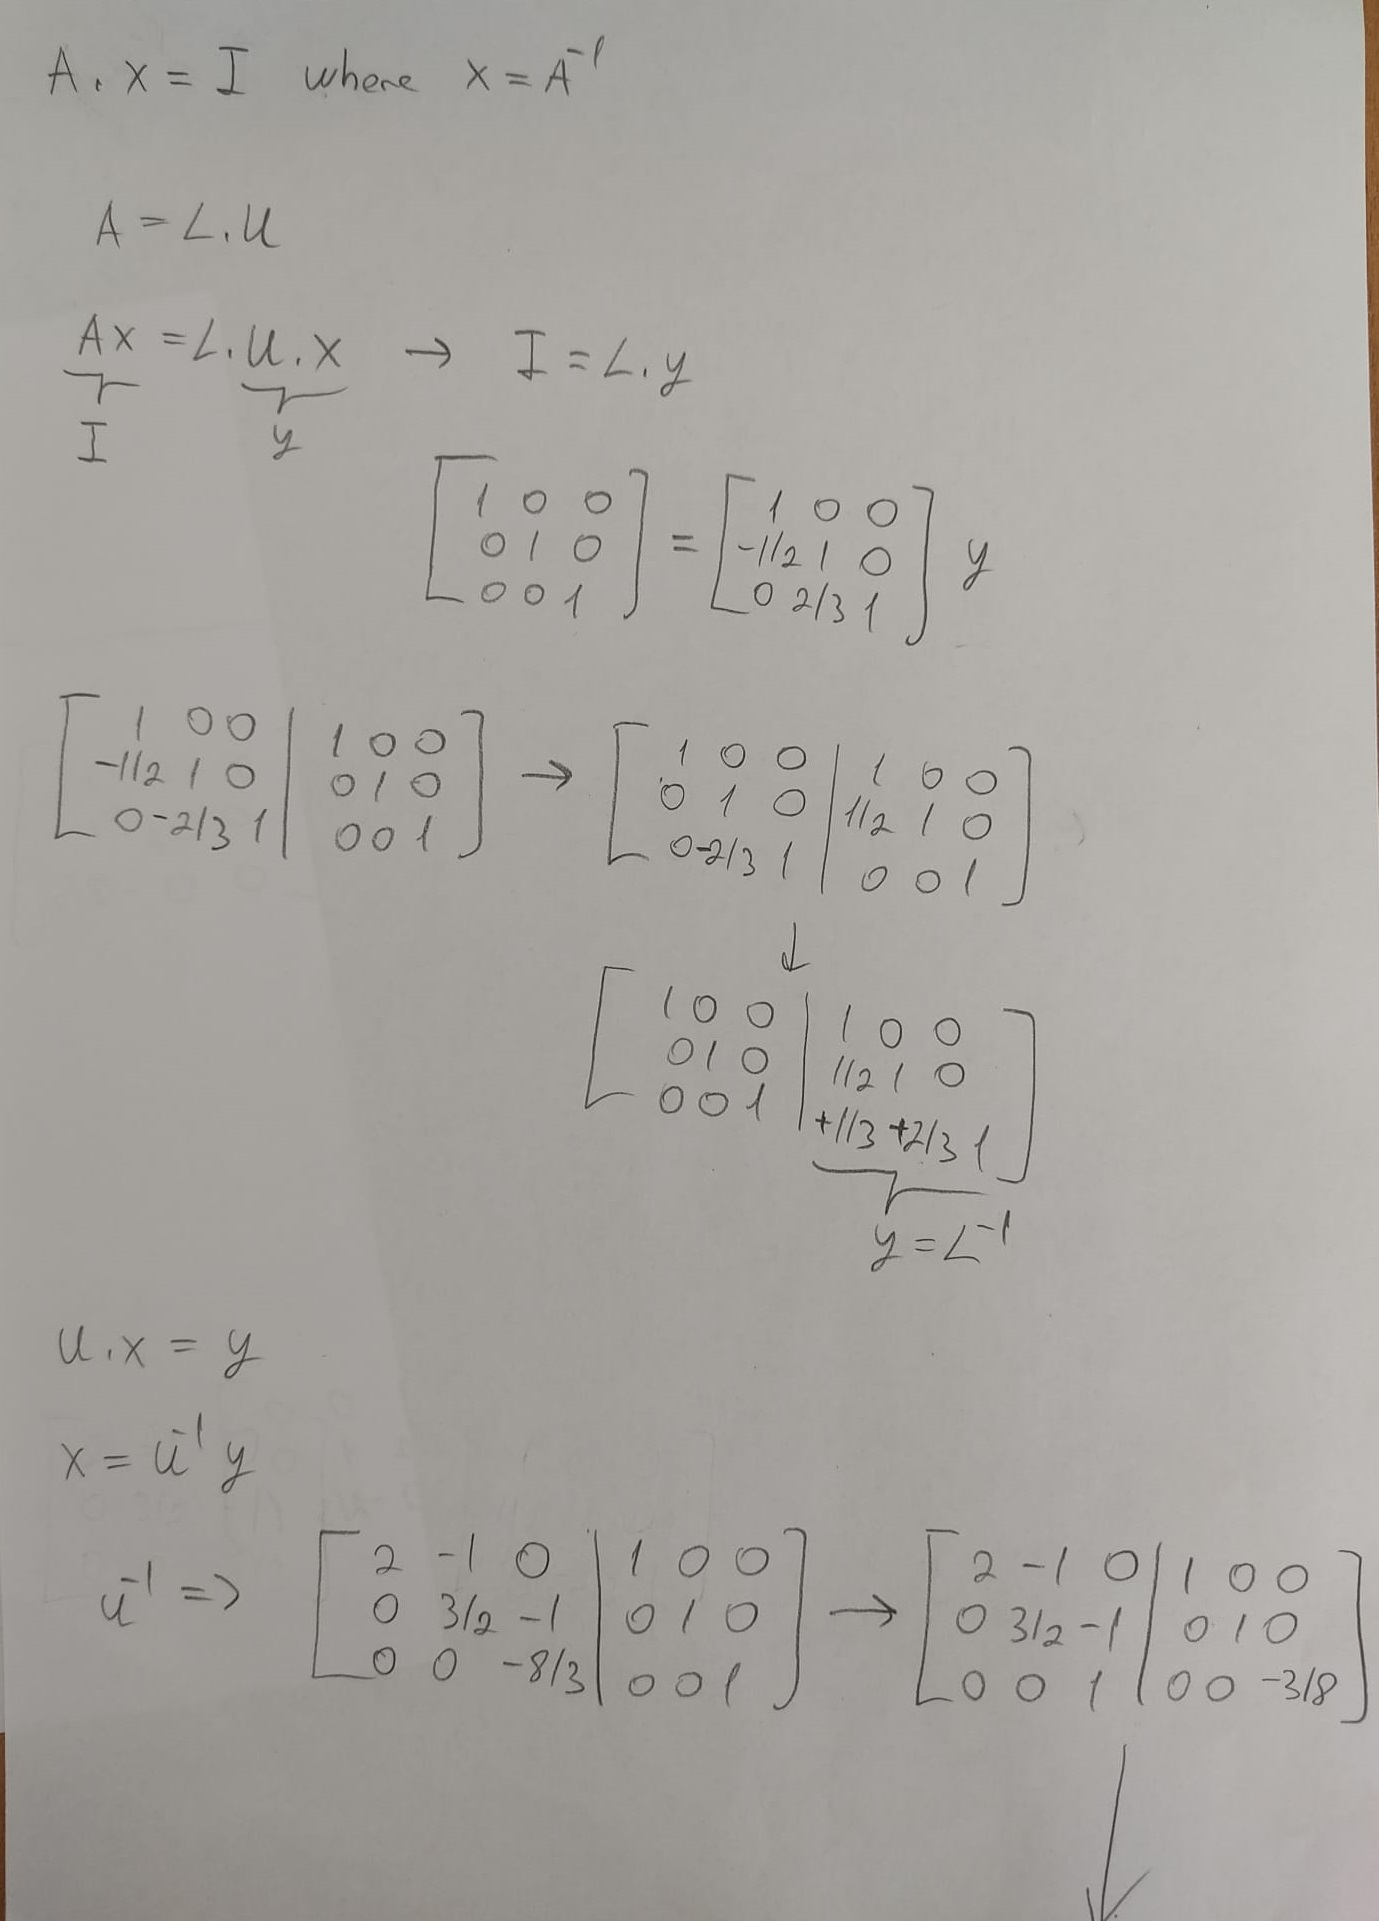 A . x = I where x = A⁻¹
A = L.U
Ax = L.U.x → I = L.y
I y
[1 0 0
0 1 0
0 0 1] = [1 0 0
-1/2 1 0
0 2/3 1] y
[1 0 0 | 1 0 0
-1/2 1 0 | 0 1 0
0 -2/3 1 | 0 0 1] → [1 0 0 | 1 0 0
0 1 0 | 1/2 1 0
0 -2/3 1 | 0 0 1]
↓
[1 0 0 | 1 0 0
0 1 0 | 1/2 1 0
0 0 1 | +1/3 +2/3 1]
y = L⁻¹
U.x = y
x = U⁻¹ y
U⁻¹ => [2 -1 0 | 1 0 0
0 3/2 -1 | 0 1 0
0 0 -8/3 | 0 0 1] → [2 -1 0 | 1 0 0
0 3/2 -1 | 0 1 0
0 0 1 | 0 0 -3/8]
↓